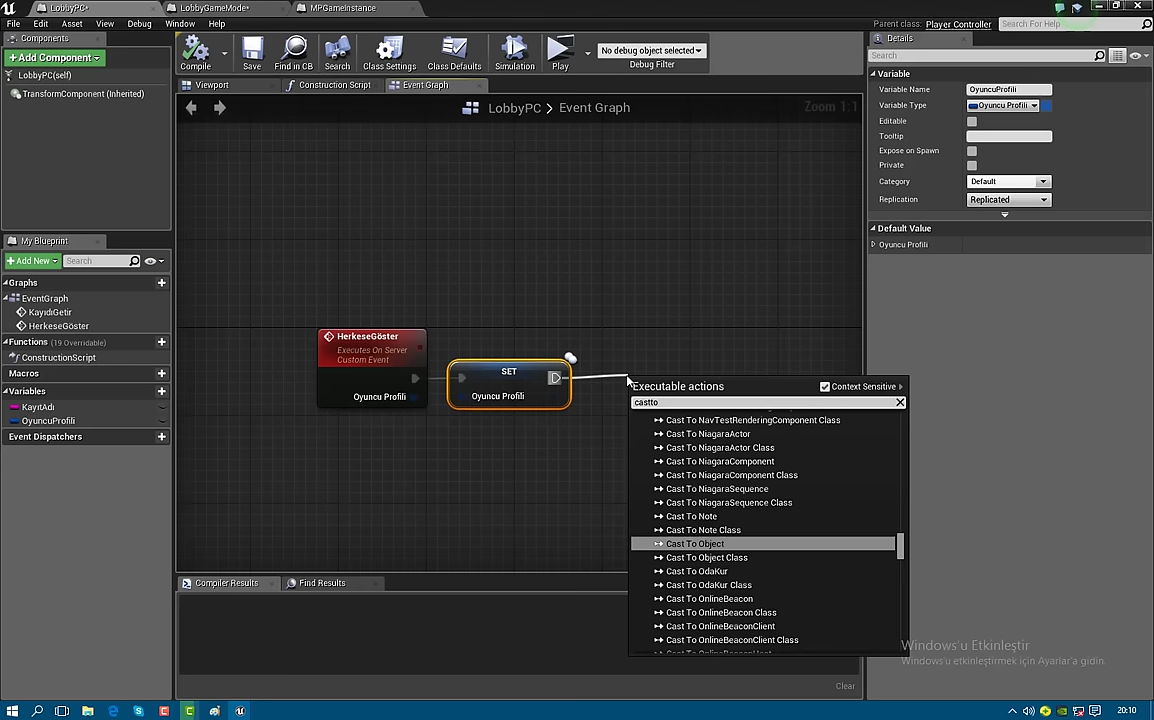 LobbyPC*
LobbyGameMode*
MPGameInstance
File Edit Asset View Debug Window Help
Parent class: Player Controller
Search For Help
Components
+ Add Component
LobbyPC(self)
TransformComponent (Inherited)
Compile
Save
Find in CB
Search
Class Settings
Class Defaults
Simulation
Play
No debug object selected
Debug Filter
Viewport
Construction Script
Event Graph
LobbyPC > Event Graph
Zoom 1:1
Details
Search
Variable
Variable Name OyuncuProfili
Variable Type Oyuncu Profili
Editable
Tooltip
Expose on Spawn
Private
Category Default
Replication Replicated
Default Value
Oyuncu Profili
My Blueprint
+ Add New
Search
Graphs
EventGraph
KayıdıGetir
HerkeseGöster
Functions (19 Overridable)
ConstructionScript
Macros
Variables
KayıtAdı
OyuncuProfili
Event Dispatchers
HerkeseGöster
Executes On Server
Custom Event
Oyuncu Profili
SET
Oyuncu Profili
Executable actions
Context Sensitive
castto
Cast To NavTestRenderingComponent Class
Cast To NiagaraActor
Cast To NiagaraActor Class
Cast To NiagaraComponent
Cast To NiagaraComponent Class
Cast To NiagaraSequence
Cast To NiagaraSequence Class
Cast To Note
Cast To Note Class
Cast To Object
Cast To Object Class
Cast To OdaKur
Cast To OdaKur Class
Cast To OnlineBeacon
Cast To OnlineBeacon Class
Cast To OnlineBeaconClient
Cast To OnlineBeaconClient Class
Cast To OnlineBeaconHost
Compiler Results
Find Results
Clear
Windows'u Etkinleştir
Windows'u etkinleştirmek için Ayarlar'a gidin.
20:10